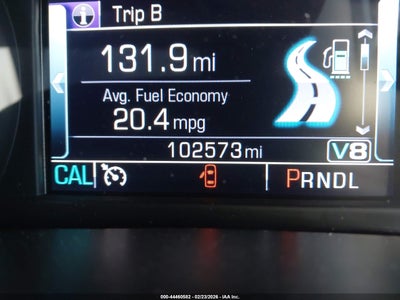 Trip B
131.9 mi
Avg. Fuel Economy
20.4 mpg
102573 mi V8
CAL PRNDL
000-44460582 - 02/23/2026 - IAA Inc.